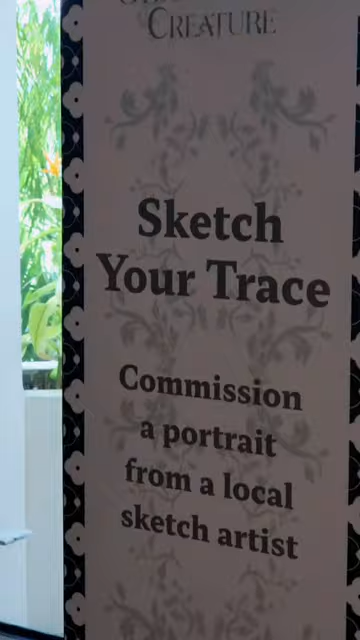 CREATURE
Sketch
Your Trace
Commission
a portrait
from a local
sketch artist